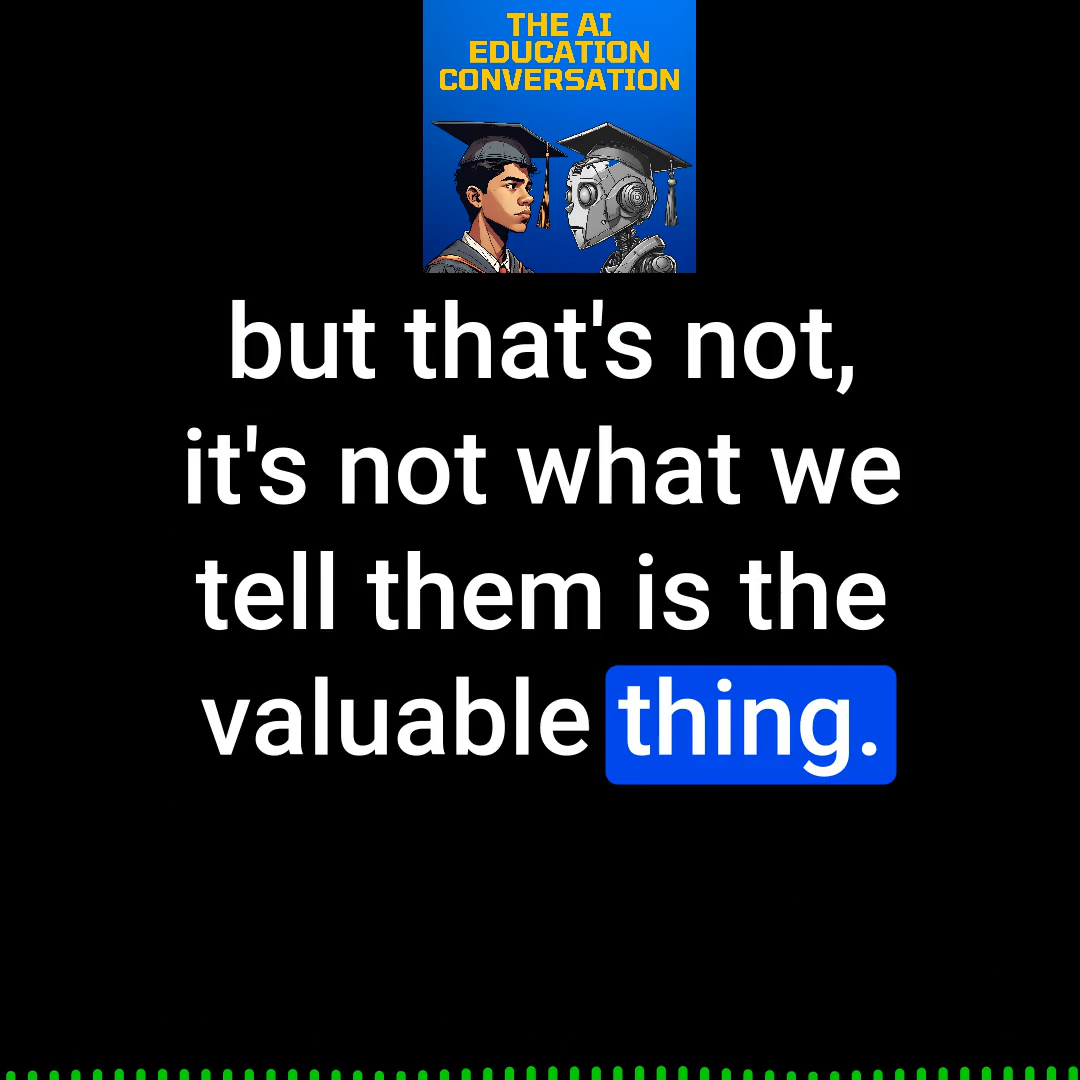 THE AI
EDUCATION
CONVERSATION
but that's not,
it's not what we
tell them is the
valuable thing.